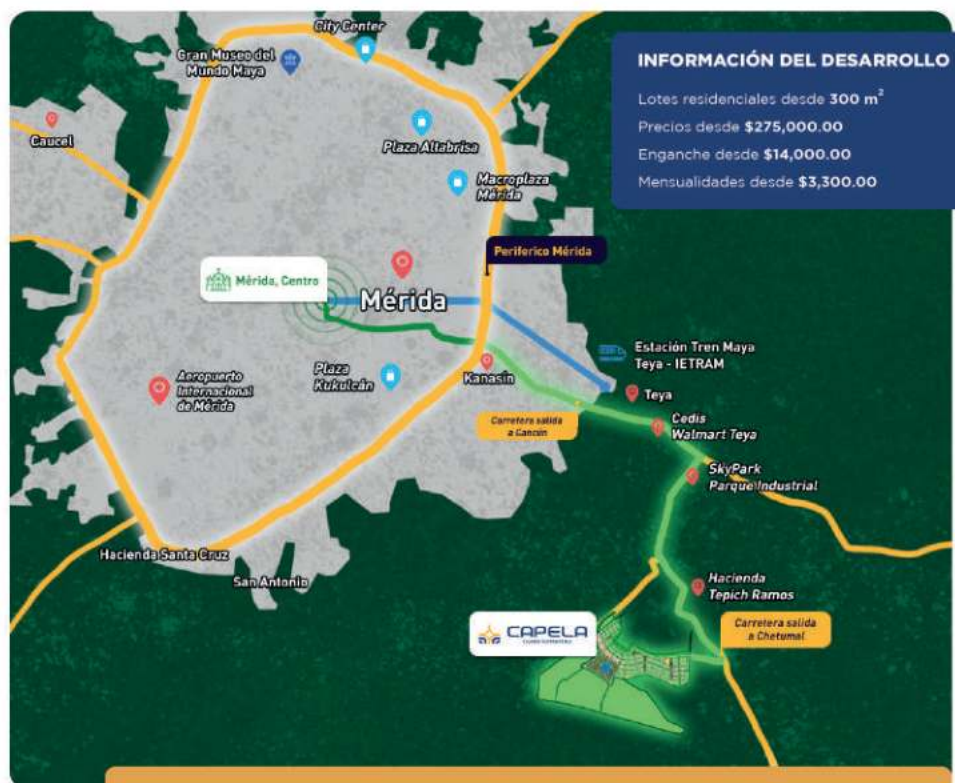 City Center
Gran Museo del
Mundo Maya
Caucel
Plaza Altabrisa
Macroplaza
Mérida
INFORMACIÓN DEL DESARROLLO
Lotes residenciales desde 300 m²
Precios desde $275,000.00
Enganche desde $14,000.00
Mensualidades desde $3,300.00
Periferico Mérida
Mérida, Centro
Mérida
Aeropuerto
Internacional
de Mérida
Plaza
Kukulcán
Kanasín
Carretera salida
a Cancún
Estación Tren Maya
Teya - IETRAM
Teya
Cedis
Walmart Teya
SkyPark
Parque Industrial
Hacienda Santa Cruz
San Antonio
Hacienda
Tepich Ramos
CAPELA
Carretera salida
a Chetumal